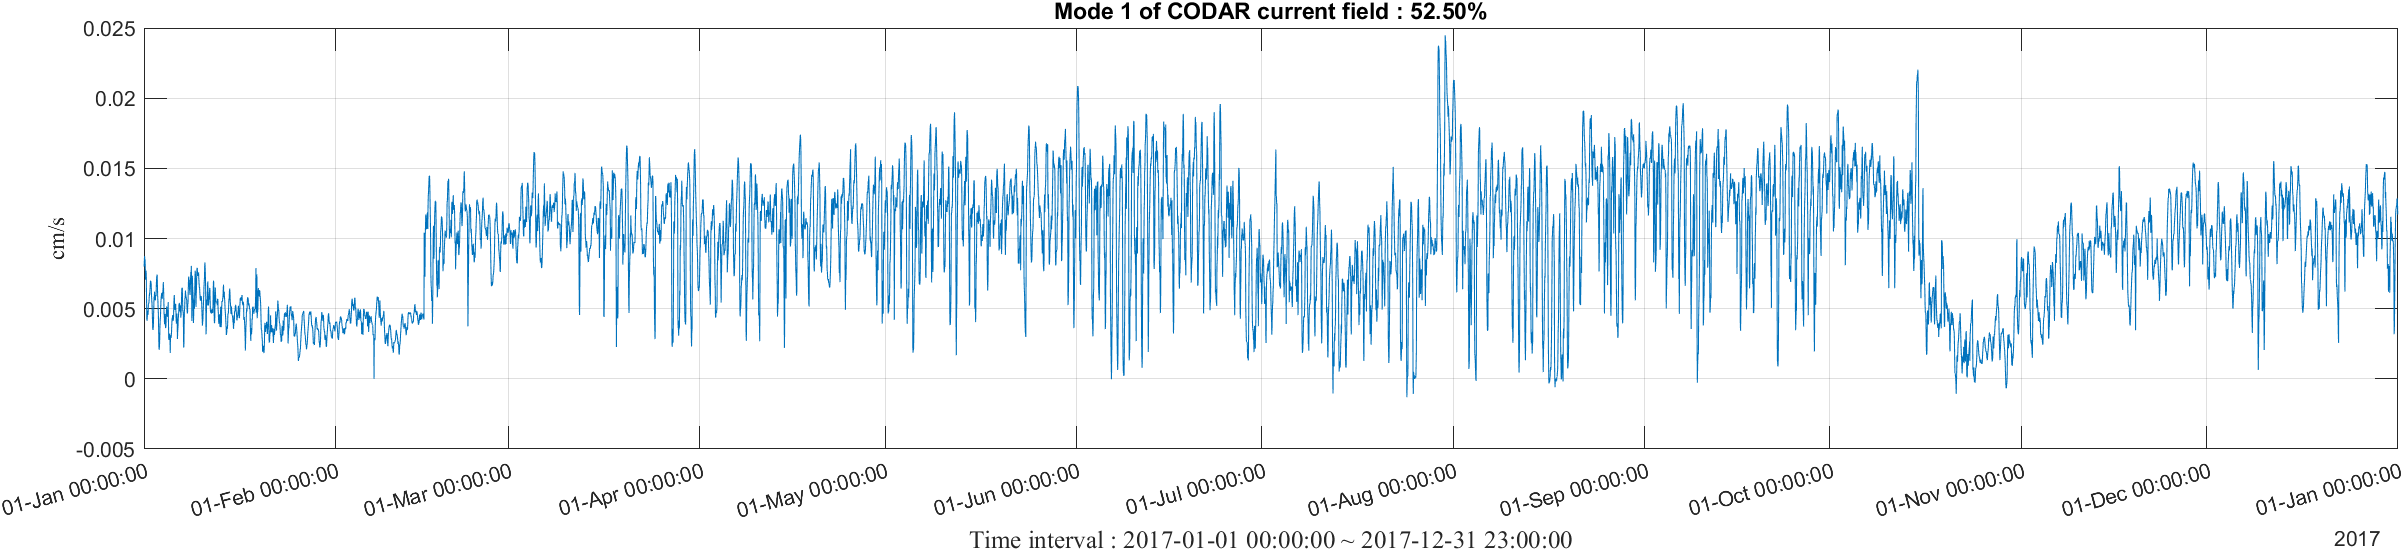 Mode 1 of CODAR current field : 52.50%
0.025
0.02
0.015
0.01
0.005
0
-0.005
cm/s
01-Jan 00:00:00
01-Feb 00:00:00
01-Mar 00:00:00
01-Apr 00:00:00
01-May 00:00:00
01-Jun 00:00:00
01-Jul 00:00:00
01-Aug 00:00:00
01-Sep 00:00:00
01-Oct 00:00:00
01-Nov 00:00:00
01-Dec 00:00:00
01-Jan 00:00:00
Time interval : 2017-01-01 00:00:00 ~ 2017-12-31 23:00:00
2017